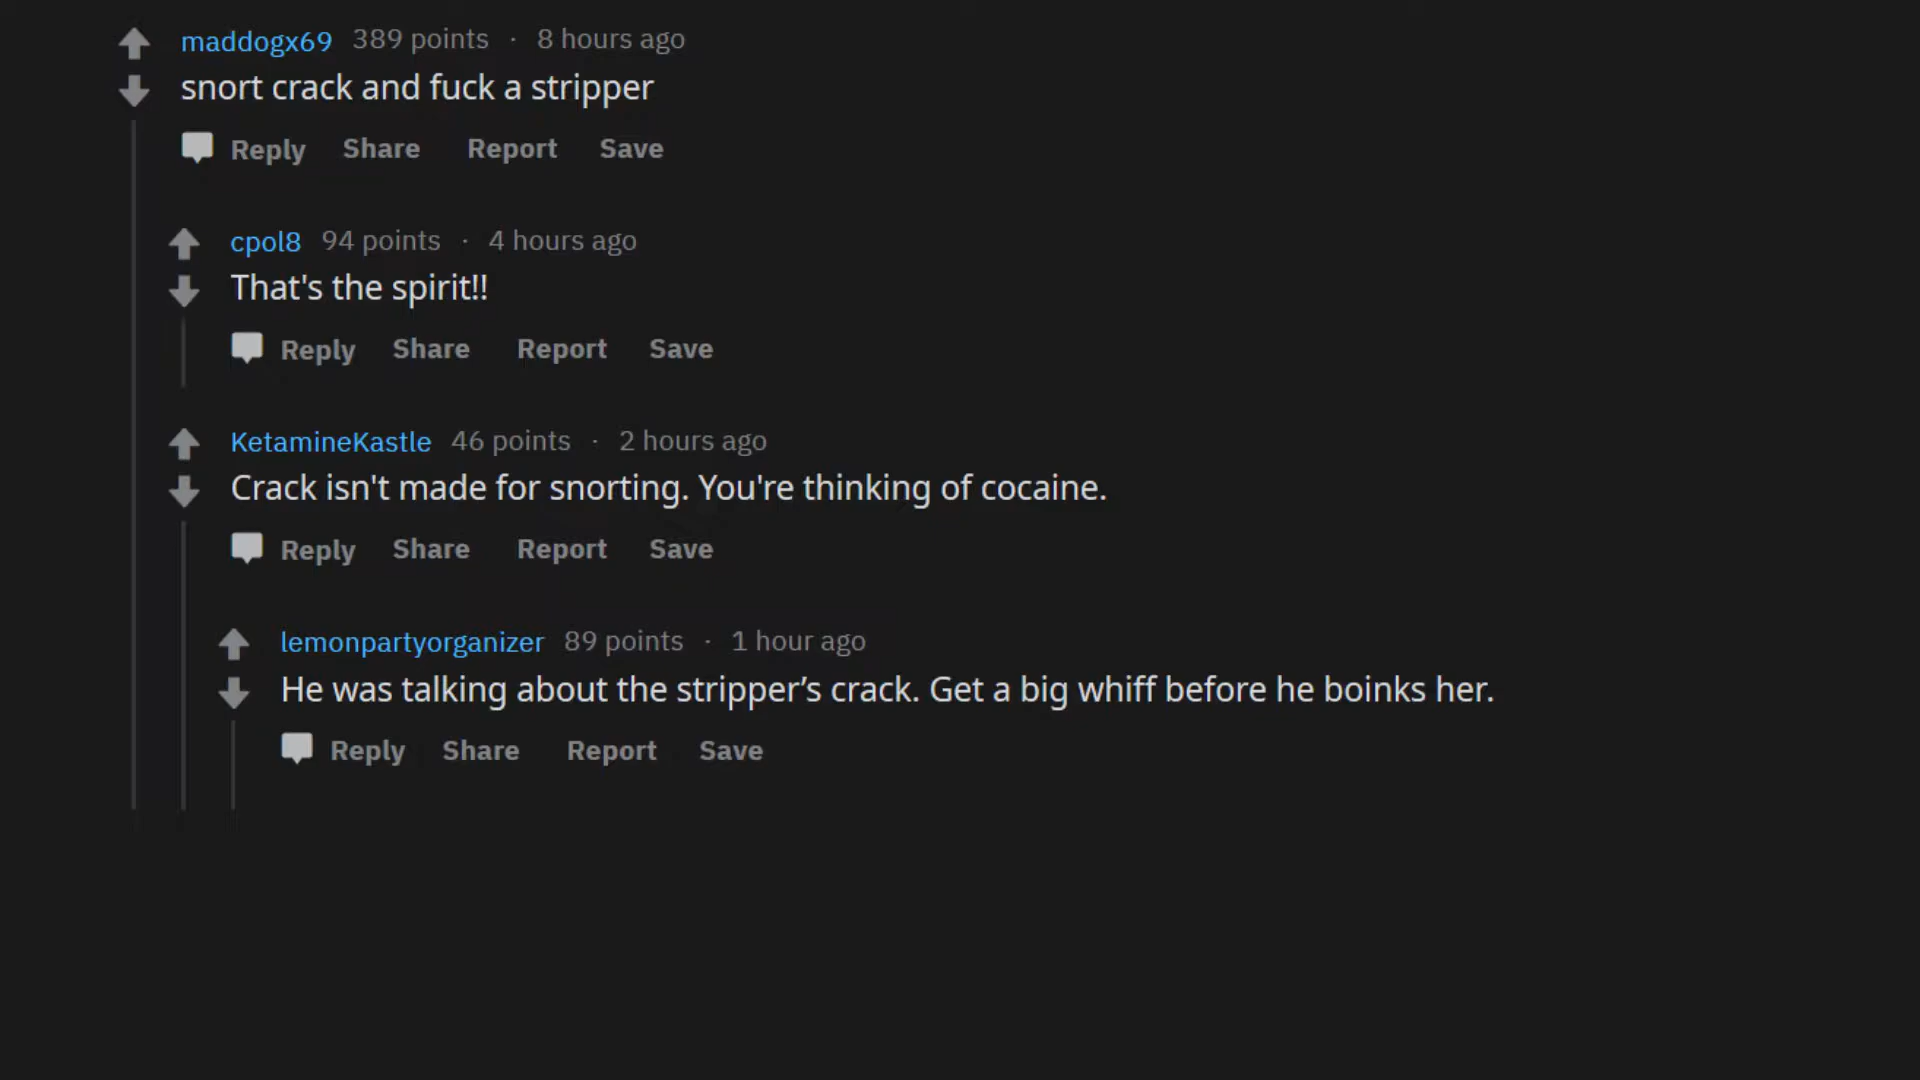 maddogx69 389 points · 8 hours ago
snort crack and fuck a stripper
Reply Share Report Save
cpol8 94 points · 4 hours ago
That's the spirit!!
Reply Share Report Save
KetamineKastle 46 points · 2 hours ago
Crack isn't made for snorting. You're thinking of cocaine.
Reply Share Report Save
lemonpartyorganizer 89 points · 1 hour ago
He was talking about the stripper’s crack. Get a big whiff before he boinks her.
Reply Share Report Save